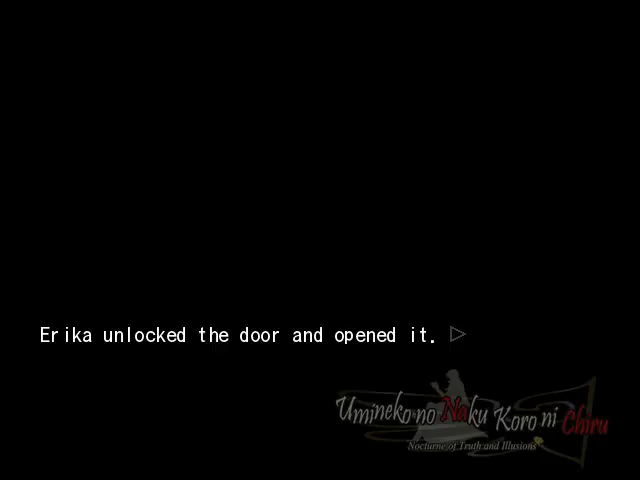 Erika unlocked the door and opened it.
Umineko no Naku Koro ni Chiru
Nocturne of Truth and Illusions